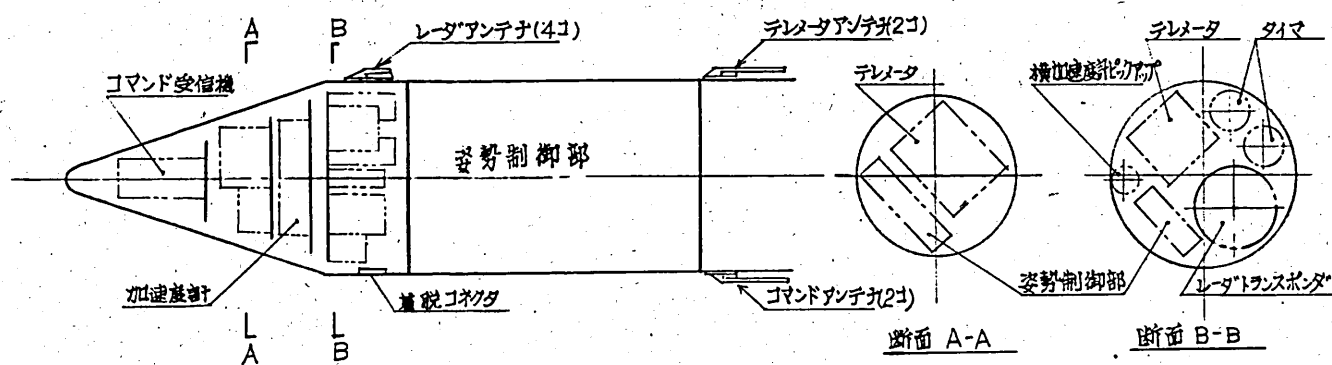 A
B
レーダアンテナ(4コ)
コマンド受信機
テレメータアンテナ(2コ)
姿勢制御部
加速度計
着脱コネクタ
コマンドアンテナ(2コ)
A
B
テレメータ
断面 A-A
テレメータ
タイマ
横加速度計ピックアップ
姿勢制御部
レーダトランスポンダ
断面 B-B